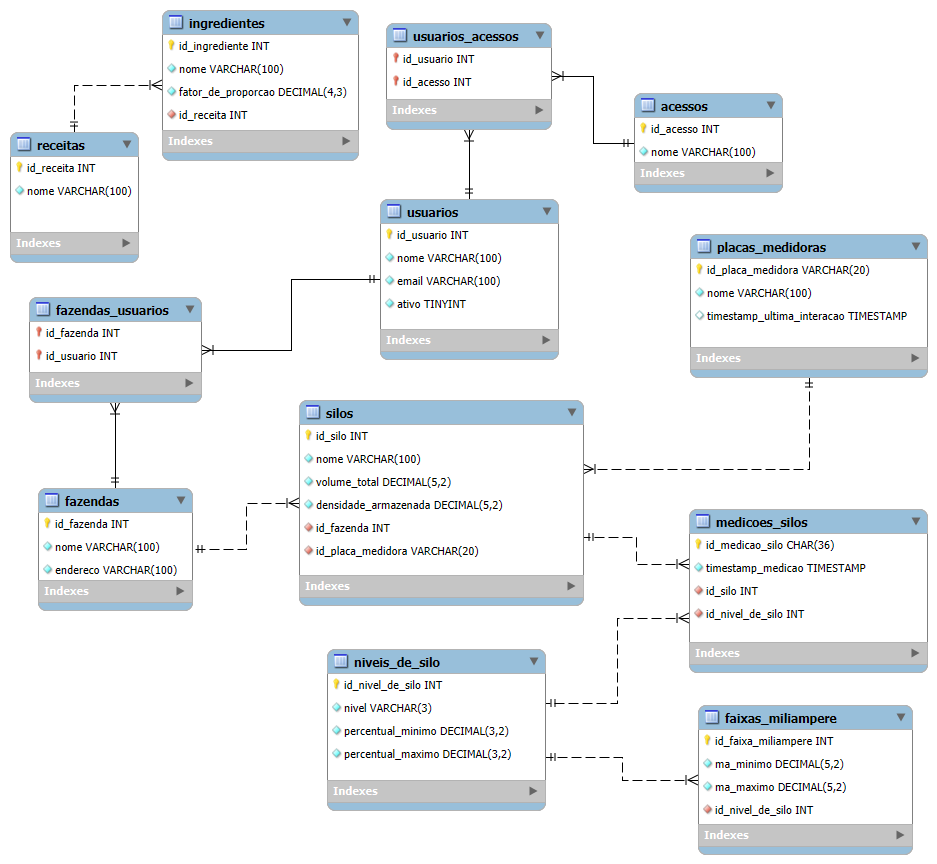 ingredientes
id_ingrediente INT
nome VARCHAR(100)
fator_de_proporcao DECIMAL(4,3)
id_receita INT
Indexes
usuarios_acessos
id_usuario INT
id_acesso INT
Indexes
acessos
id_acesso INT
nome VARCHAR(100)
Indexes
receitas
id_receita INT
nome VARCHAR(100)
Indexes
usuarios
id_usuario INT
nome VARCHAR(100)
email VARCHAR(100)
ativo TINYINT
Indexes
placas_medidoras
id_placa_medidora VARCHAR(20)
nome VARCHAR(100)
timestamp_ultima_interacao TIMESTAMP
Indexes
fazendas_usuarios
id_fazenda INT
id_usuario INT
Indexes
silos
id_silo INT
nome VARCHAR(100)
volume_total DECIMAL(5,2)
densidade_armazenada DECIMAL(5,2)
id_fazenda INT
id_placa_medidora VARCHAR(20)
Indexes
fazendas
id_fazenda INT
nome VARCHAR(100)
endereco VARCHAR(100)
Indexes
medicoes_silos
id_medicao_silo CHAR(36)
timestamp_medicao TIMESTAMP
id_silo INT
id_nivel_de_silo INT
Indexes
niveis_de_silo
id_nivel_de_silo INT
nivel VARCHAR(3)
percentual_minimo DECIMAL(3,2)
percentual_maximo DECIMAL(3,2)
Indexes
faixas_miliampere
id_faixa_miliampere INT
ma_minimo DECIMAL(5,2)
ma_maximo DECIMAL(5,2)
id_nivel_de_silo INT
Indexes